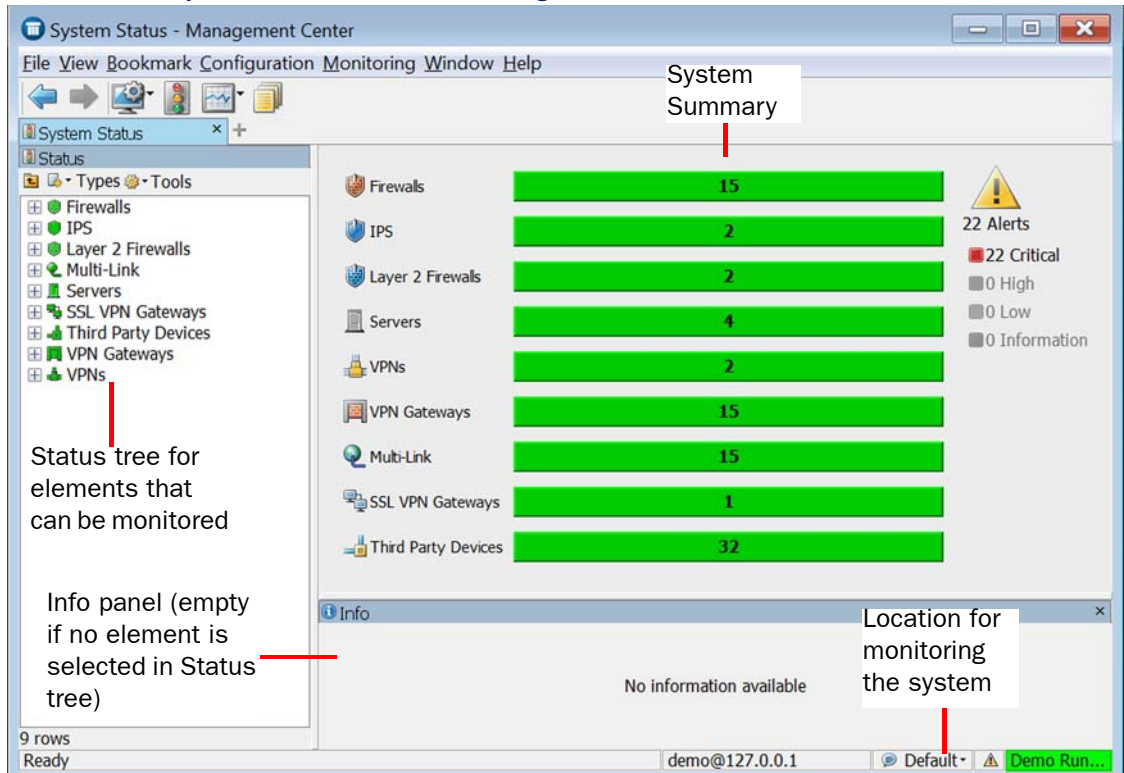 System Status - Management Center
File View Bookmark Configuration Monitoring Window Help
System
Summary
System Status × +
Status
Types Tools
Firewalls
IPS
Layer 2 Firewalls
Multi-Link
Servers
SSL VPN Gateways
Third Party Devices
VPN Gateways
VPNs
Status tree for
elements that
can be monitored
Info panel (empty
if no element is
selected in Status
tree)
9 rows
Firewalls 15
IPS 2
Layer 2 Firewalls 2
Servers 4
VPNs 2
VPN Gateways 15
Multi-Link 15
SSL VPN Gateways 1
Third Party Devices 32
22 Alerts
22 Critical
0 High
0 Low
0 Information
Info ×
No information available
Location for
monitoring
the system
Ready demo@127.0.0.1 Default Demo Run...